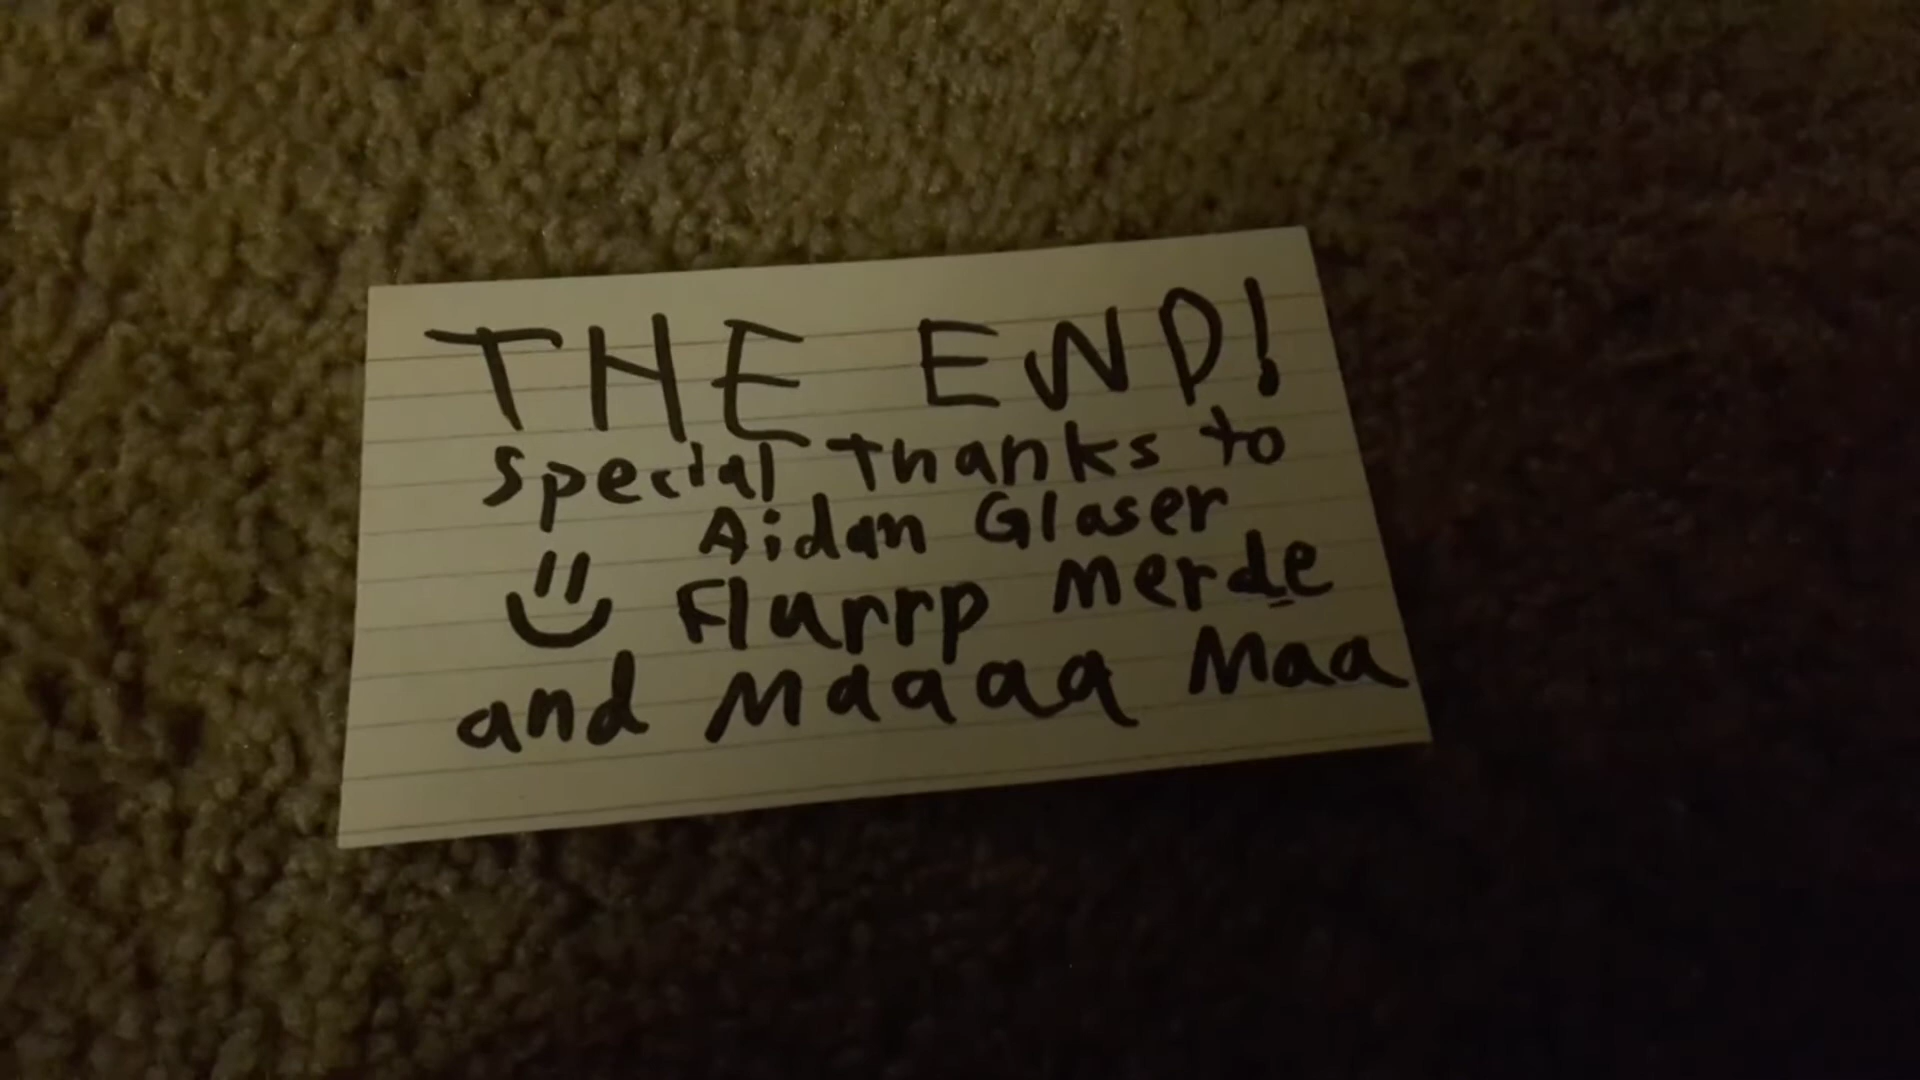 THE END!
Special Thanks to
Aidan Glaser
Flurrp merde
and Maaaa Maa